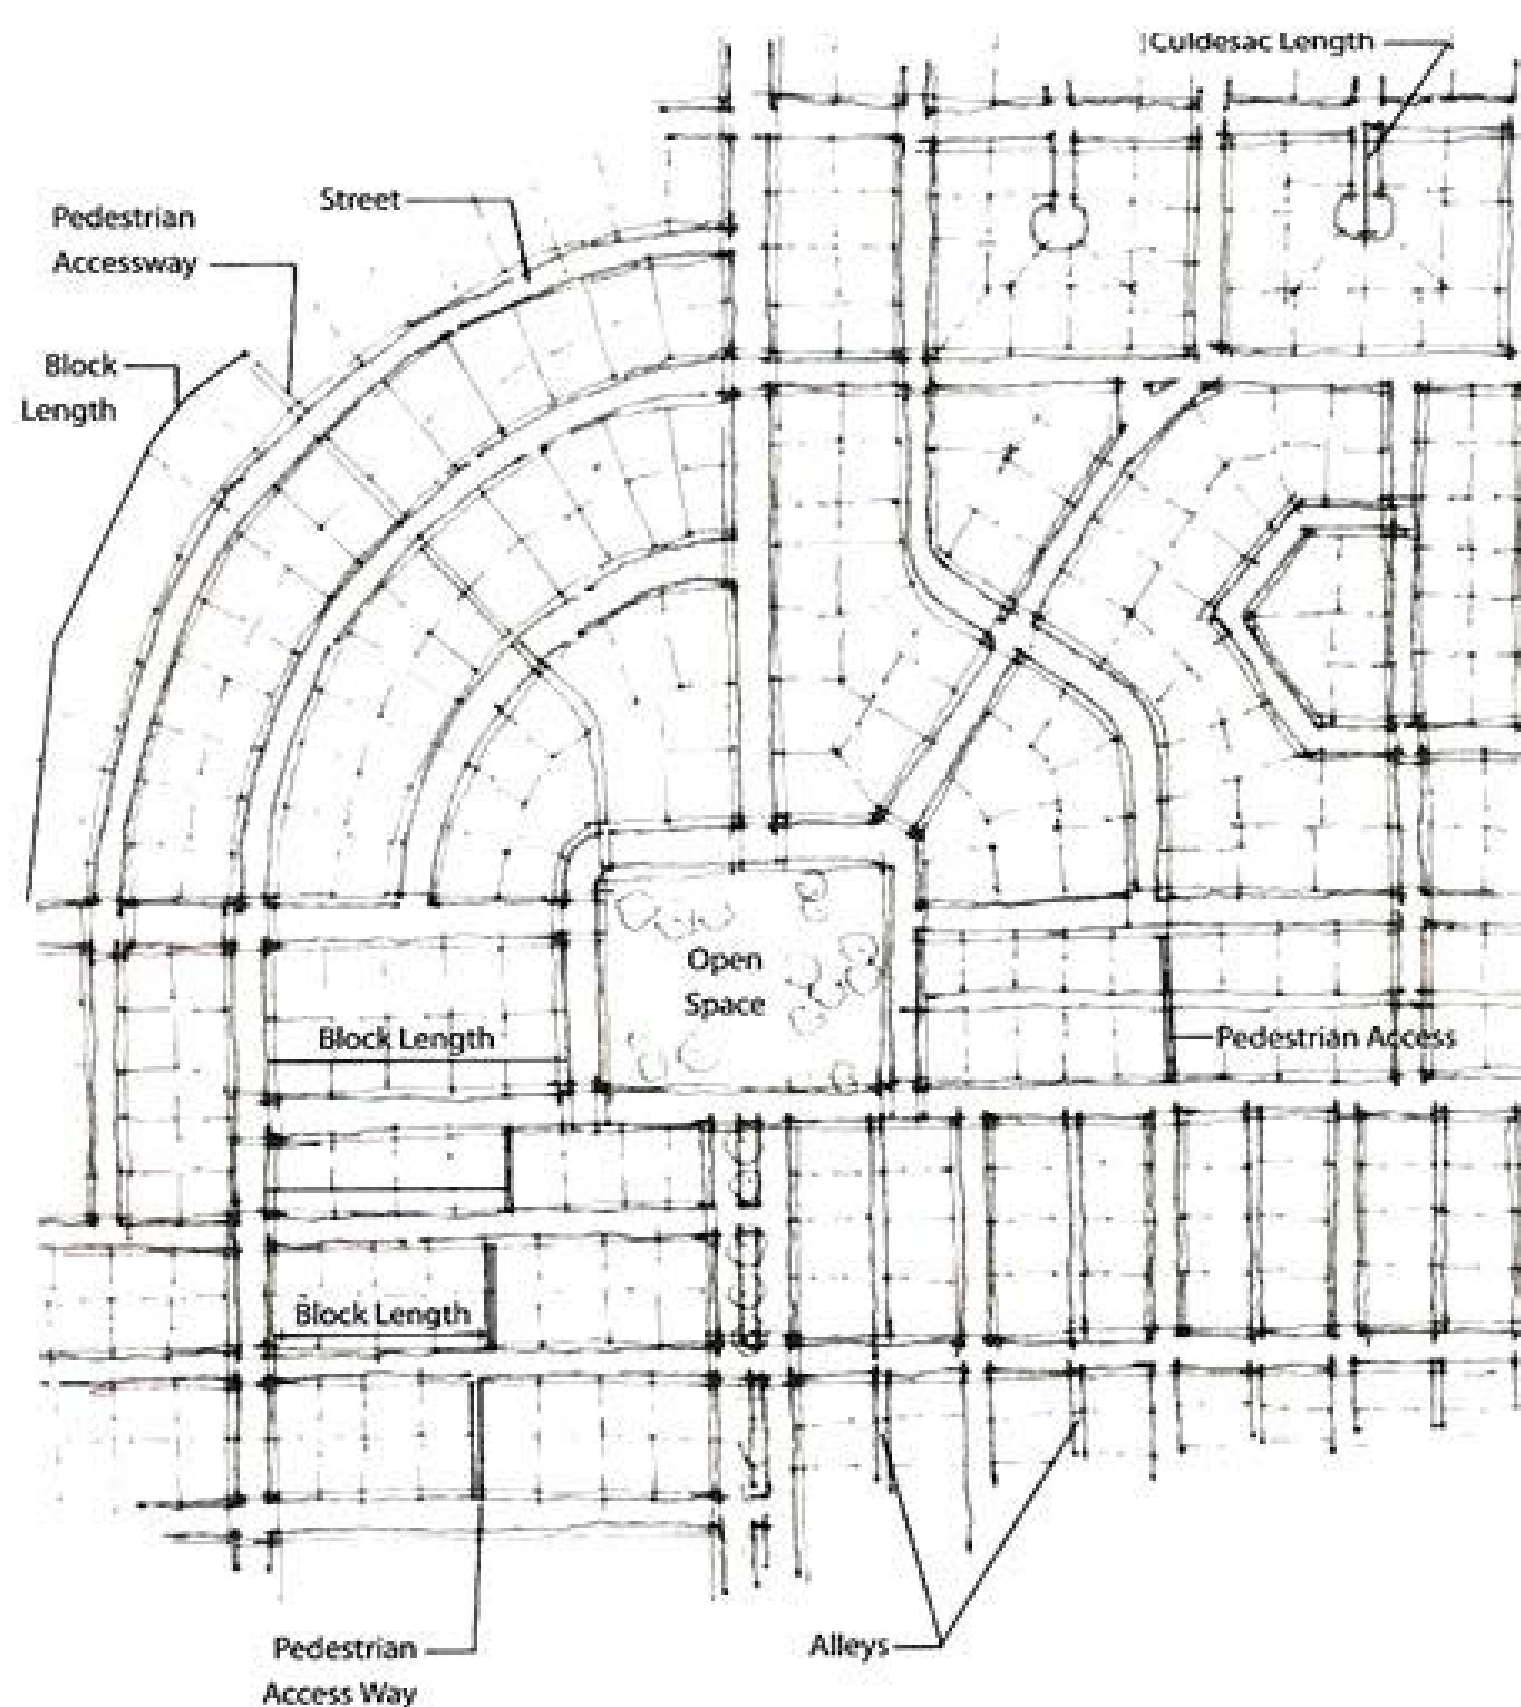 Culdesac Length
Street
Pedestrian
Accessway
Block
Length
Open
Space
Block Length
Pedestrian Access
Block Length
Alleys
Pedestrian
Access Way